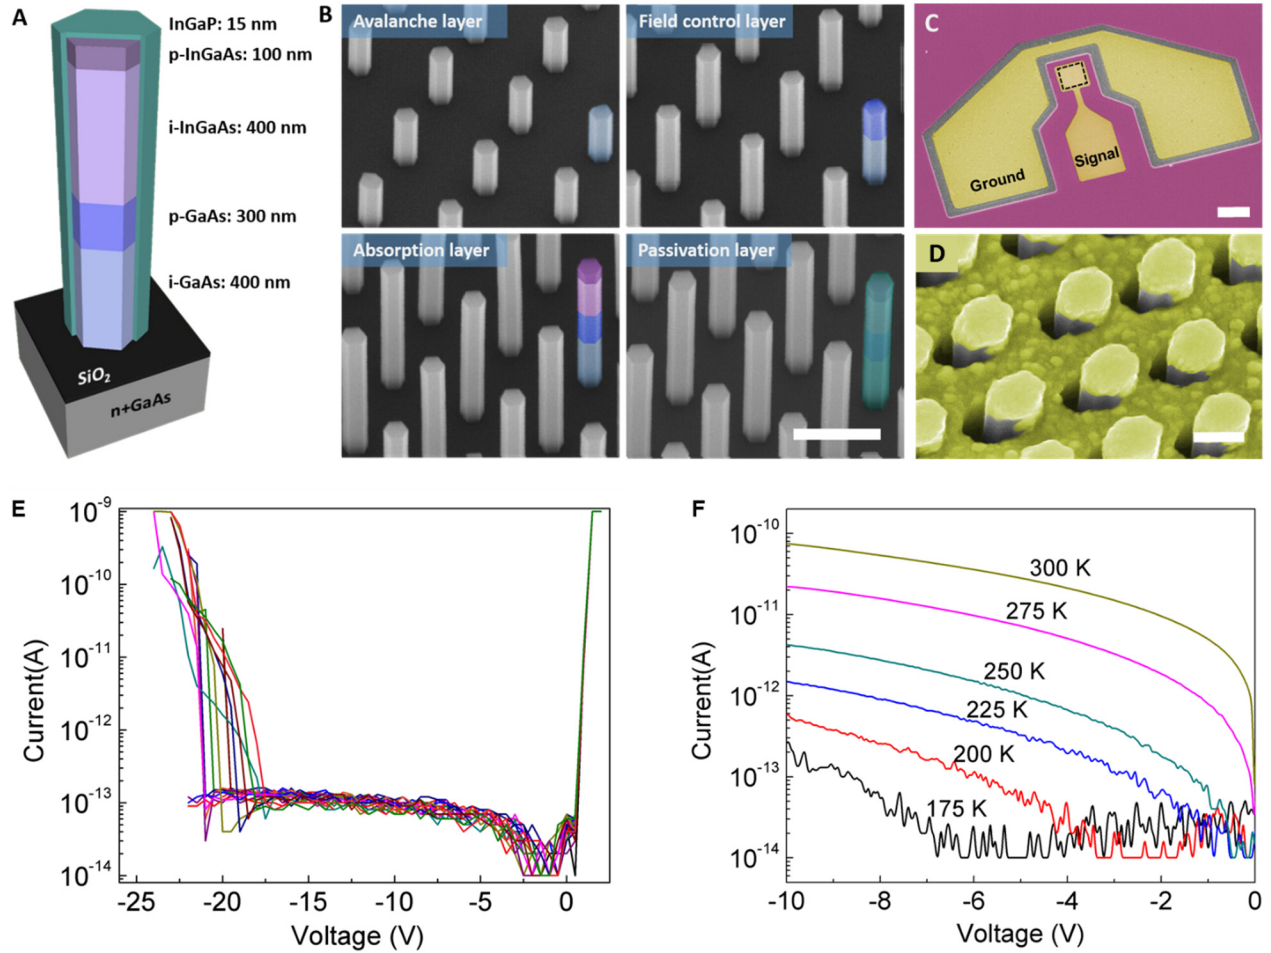 A
InGaP: 15 nm
p-InGaAs: 100 nm
i-InGaAs: 400 nm
p-GaAs: 300 nm
i-GaAs: 400 nm
SiO₂
n+GaAs
B
Avalanche layer
Field control layer
Absorption layer
Passivation layer
C
Ground
Signal
D
E
10⁻⁹
10⁻¹⁰
10⁻¹¹
10⁻¹²
10⁻¹³
10⁻¹⁴
Current(A)
-25 -20 -15 -10 -5 0
Voltage (V)
F
10⁻¹⁰
10⁻¹¹
10⁻¹²
10⁻¹³
10⁻¹⁴
Current(A)
300 K
275 K
250 K
225 K
200 K
175 K
-10 -8 -6 -4 -2 0
Voltage (V)